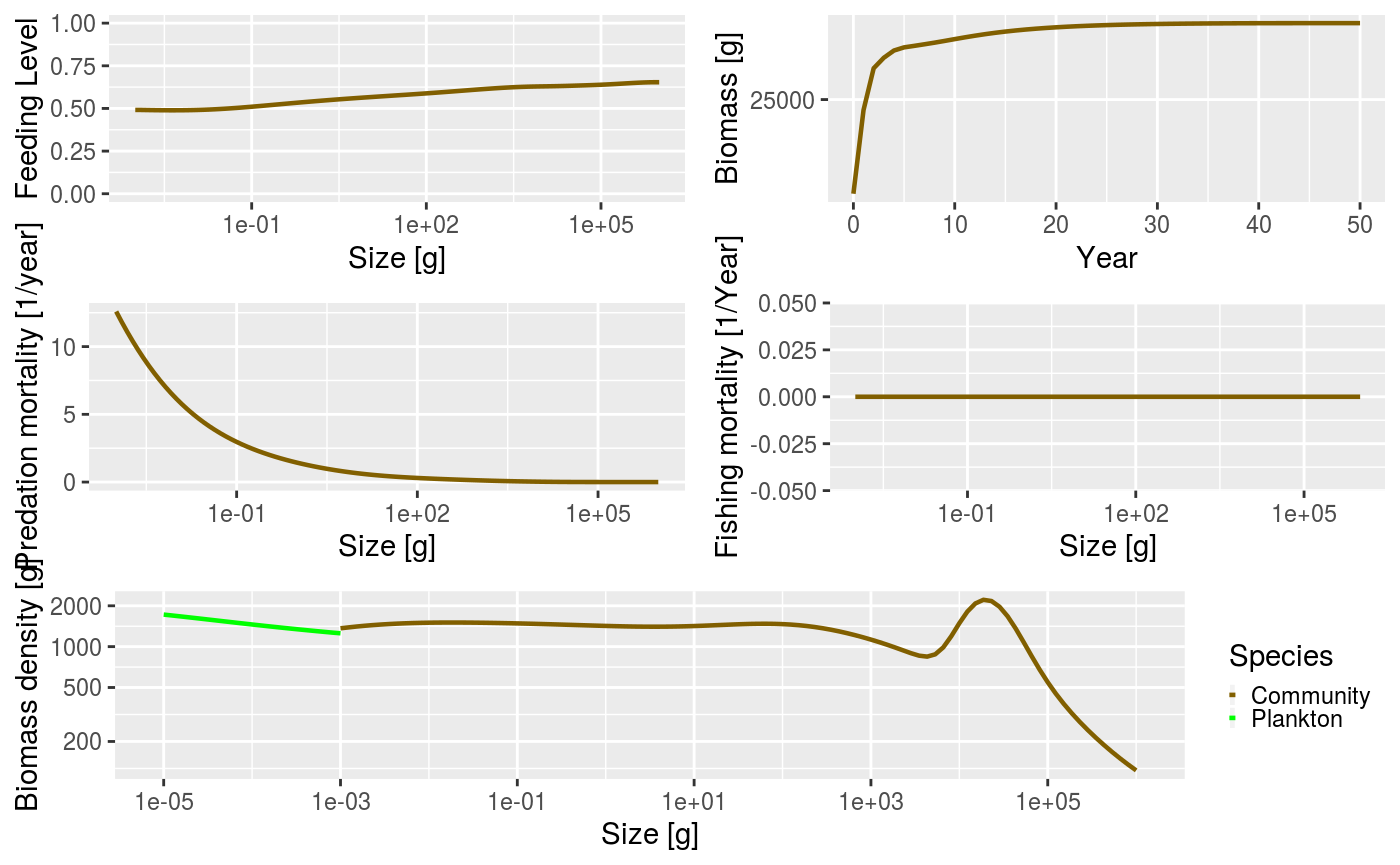 Feeding Level
1.00
0.75
0.50
0.25
0.00
1e-01 1e+02 1e+05
Size [g]
Biomass [g]
25000
0 10 20 30 40 50
Year
Predation mortality [1/year]
10
5
0
1e-01 1e+02 1e+05
Size [g]
Fishing mortality [1/Year]
0.050
0.025
0.000
-0.025
-0.050
1e-01 1e+02 1e+05
Size [g]
Biomass density [g]
2000
1000
500
200
1e-05 1e-03 1e-01 1e+01 1e+03 1e+05
Size [g]
Species
Community
Plankton